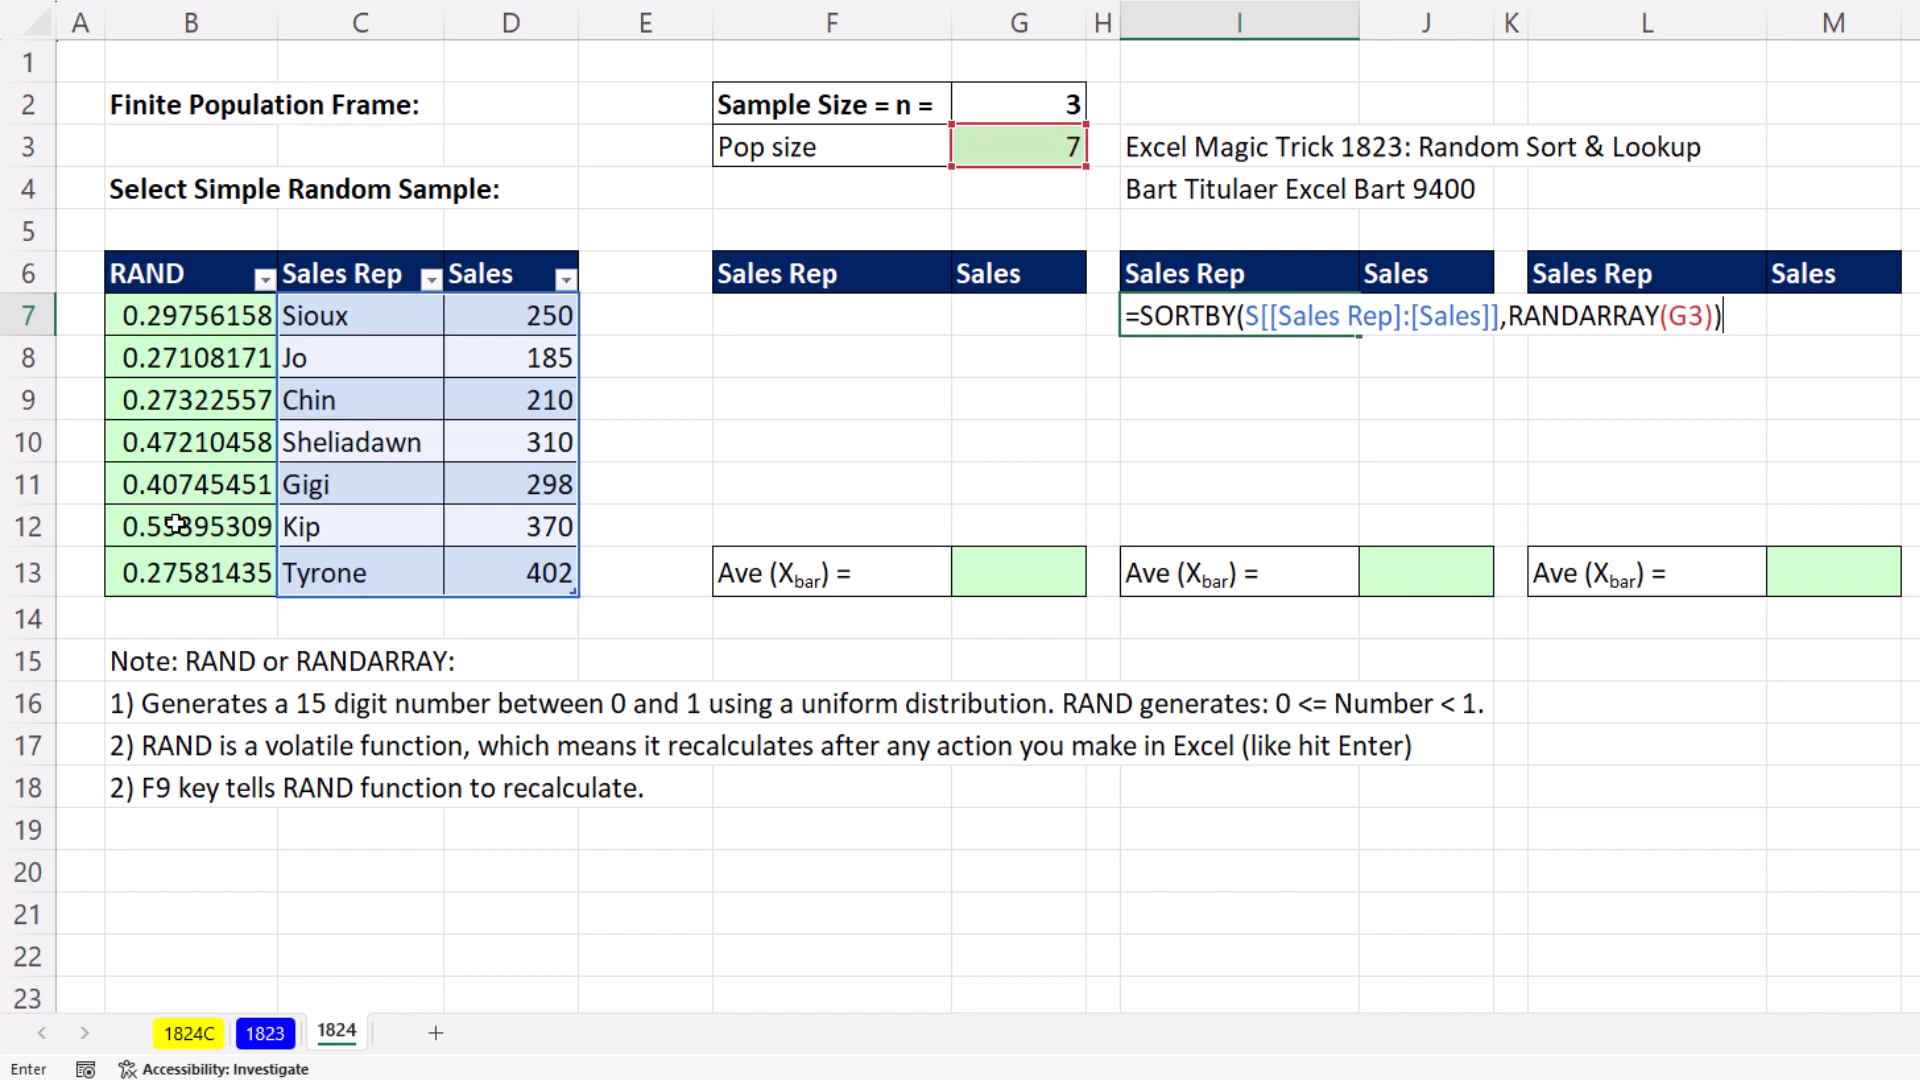 A B C D E F G H I J K L M
1
2 Finite Population Frame: Sample Size = n = 3
3 Pop size 7 Excel Magic Trick 1823: Random Sort & Lookup
4 Select Simple Random Sample: Bart Titulaer Excel Bart 9400
5
6 RAND Sales Rep Sales Sales Rep Sales Sales Rep Sales Sales Rep Sales
7 0.29756158 Sioux 250 =SORTBY(S[[Sales Rep]:[Sales]],RANDARRAY(G3))
8 0.27108171 Jo 185
9 0.27322557 Chin 210
10 0.47210458 Sheliadawn 310
11 0.40745451 Gigi 298
12 Kip 370
13 0.27581435 Tyrone 402 Ave (Xbar) = Ave (Xbar) = Ave (Xbar) =
14
15 Note: RAND or RANDARRAY:
16 1) Generates a 15 digit number between 0 and 1 using a uniform distribution. RAND generates: 0 <= Number < 1.
17 2) RAND is a volatile function, which means it recalculates after any action you make in Excel (like hit Enter)
18 2) F9 key tells RAND function to recalculate.
19
20
21
22
23
1824C 1823 1824
Enter Accessibility: Investigate